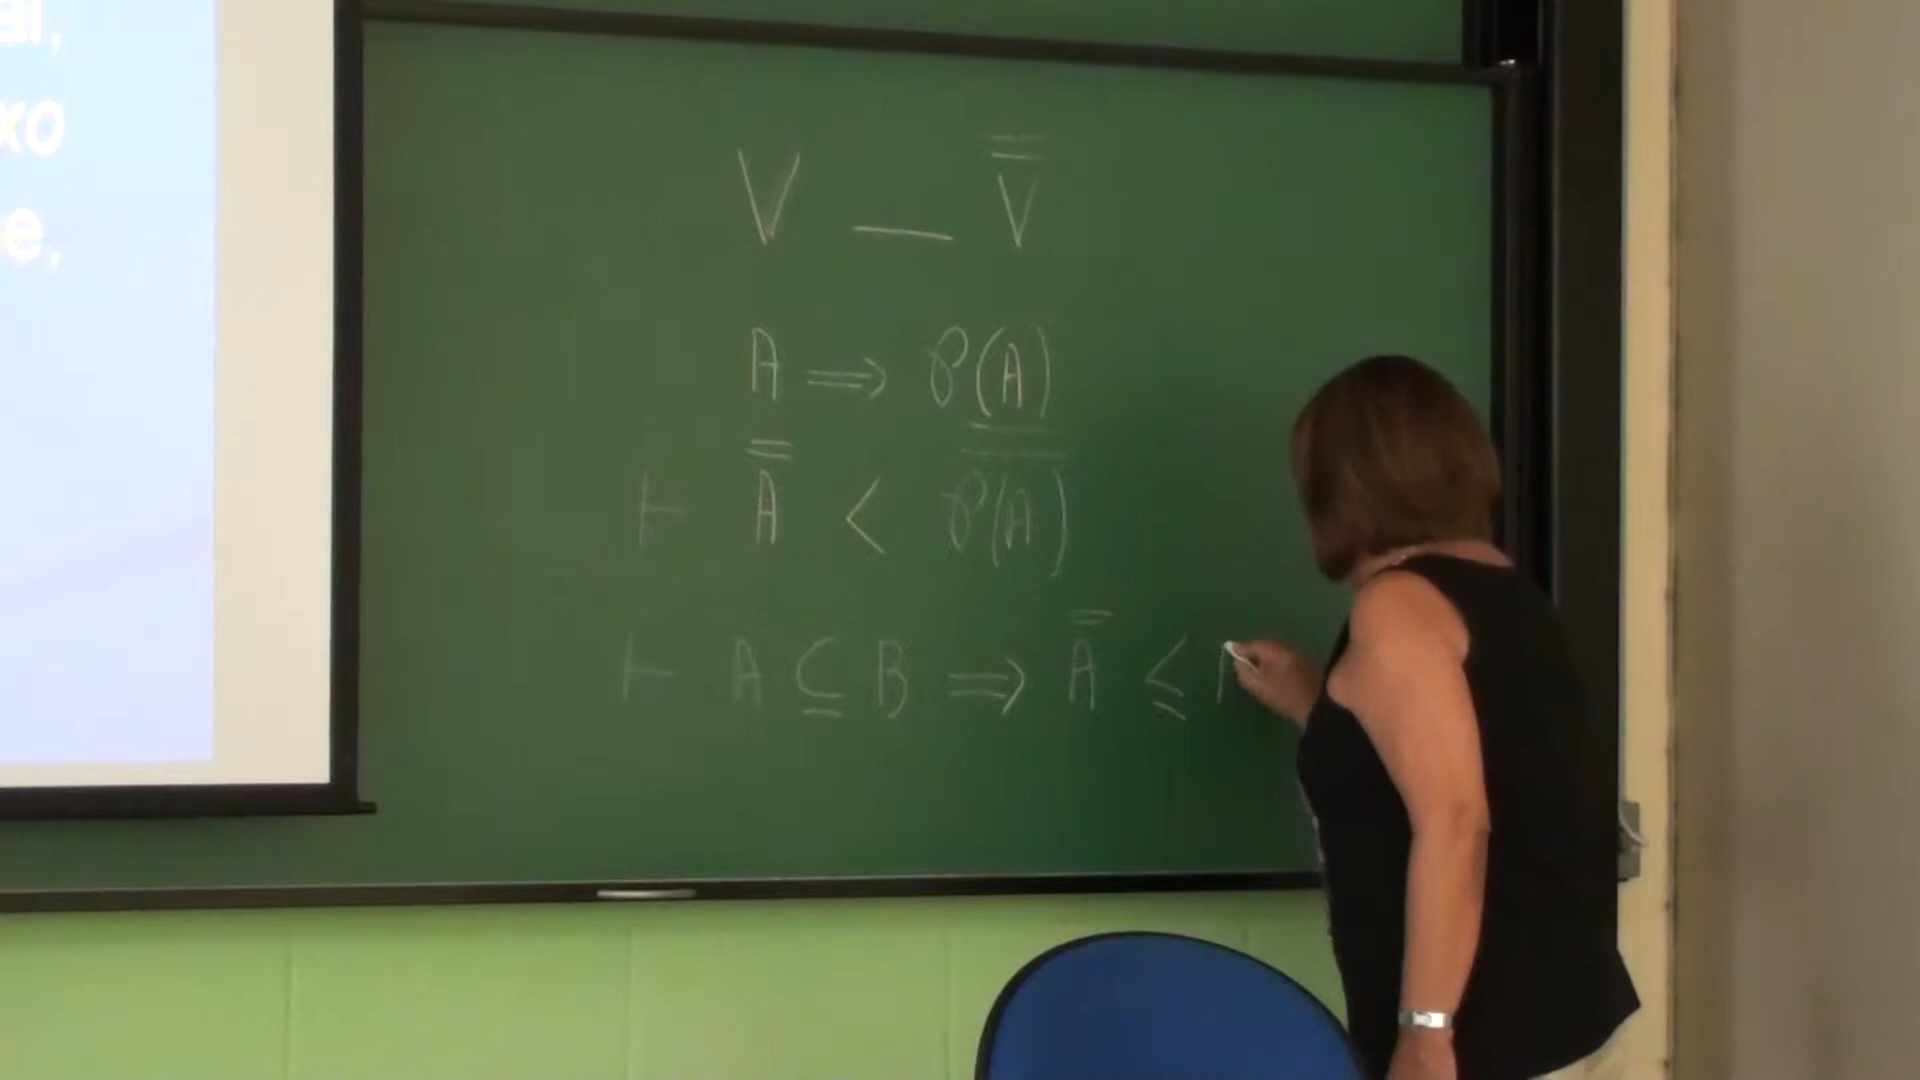 al,
xo
e,
V — V̿
A ⟹ ℘(A)
⊢ A̿ < ℘(A)̿
⊢ A ⊆ B ⟹ A̿ ≤